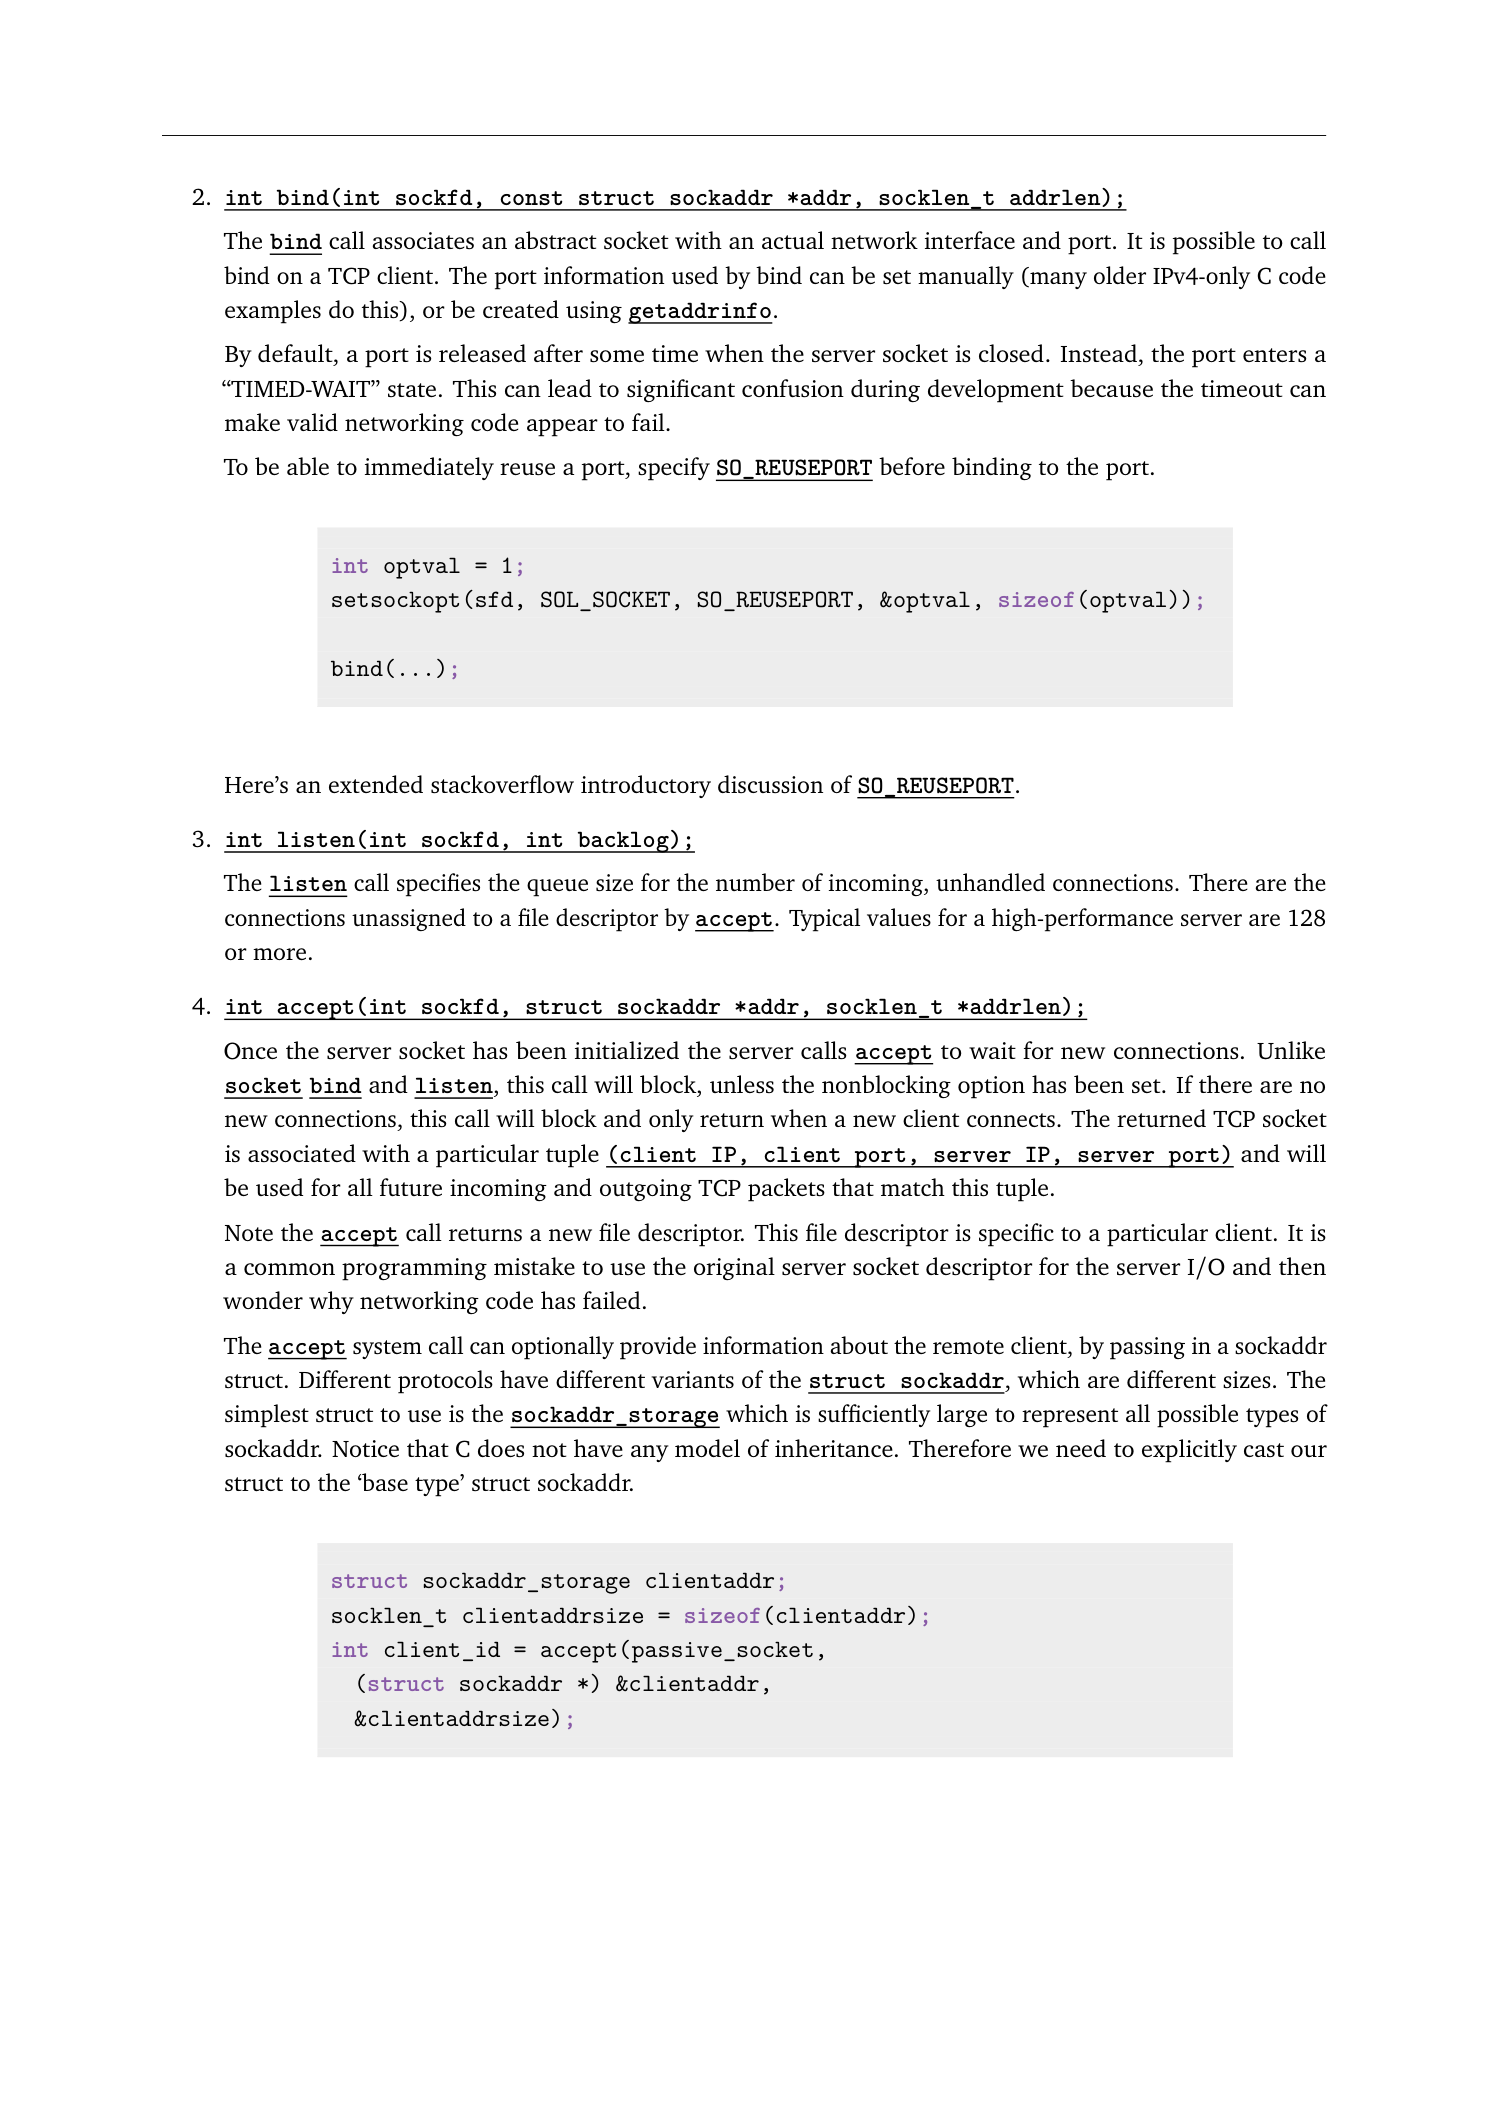 2. int bind(int sockfd, const struct sockaddr *addr, socklen_t addrlen);
The bind call associates an abstract socket with an actual network interface and port. It is possible to call
bind on a TCP client. The port information used by bind can be set manually (many older IPv4-only C code
examples do this), or be created using getaddrinfo.
By default, a port is released after some time when the server socket is closed. Instead, the port enters a
“TIMED-WAIT” state. This can lead to significant confusion during development because the timeout can
make valid networking code appear to fail.
To be able to immediately reuse a port, specify SO_REUSEPORT before binding to the port.
int optval = 1;
setsockopt(sfd, SOL_SOCKET, SO_REUSEPORT, &optval, sizeof(optval));
bind(...);
Here’s an extended stackoverflow introductory discussion of SO_REUSEPORT.
3. int listen(int sockfd, int backlog);
The listen call specifies the queue size for the number of incoming, unhandled connections. There are the
connections unassigned to a file descriptor by accept. Typical values for a high-performance server are 128
or more.
4. int accept(int sockfd, struct sockaddr *addr, socklen_t *addrlen);
Once the server socket has been initialized the server calls accept to wait for new connections. Unlike
socket bind and listen, this call will block, unless the nonblocking option has been set. If there are no
new connections, this call will block and only return when a new client connects. The returned TCP socket
is associated with a particular tuple (client IP, client port, server IP, server port) and will
be used for all future incoming and outgoing TCP packets that match this tuple.
Note the accept call returns a new file descriptor. This file descriptor is specific to a particular client. It is
a common programming mistake to use the original server socket descriptor for the server I/O and then
wonder why networking code has failed.
The accept system call can optionally provide information about the remote client, by passing in a sockaddr
struct. Different protocols have different variants of the struct sockaddr, which are different sizes. The
simplest struct to use is the sockaddr_storage which is sufficiently large to represent all possible types of
sockaddr. Notice that C does not have any model of inheritance. Therefore we need to explicitly cast our
struct to the ‘base type’ struct sockaddr.
struct sockaddr_storage clientaddr;
socklen_t clientaddrsize = sizeof(clientaddr);
int client_id = accept(passive_socket,
(struct sockaddr *) &clientaddr,
&clientaddrsize);